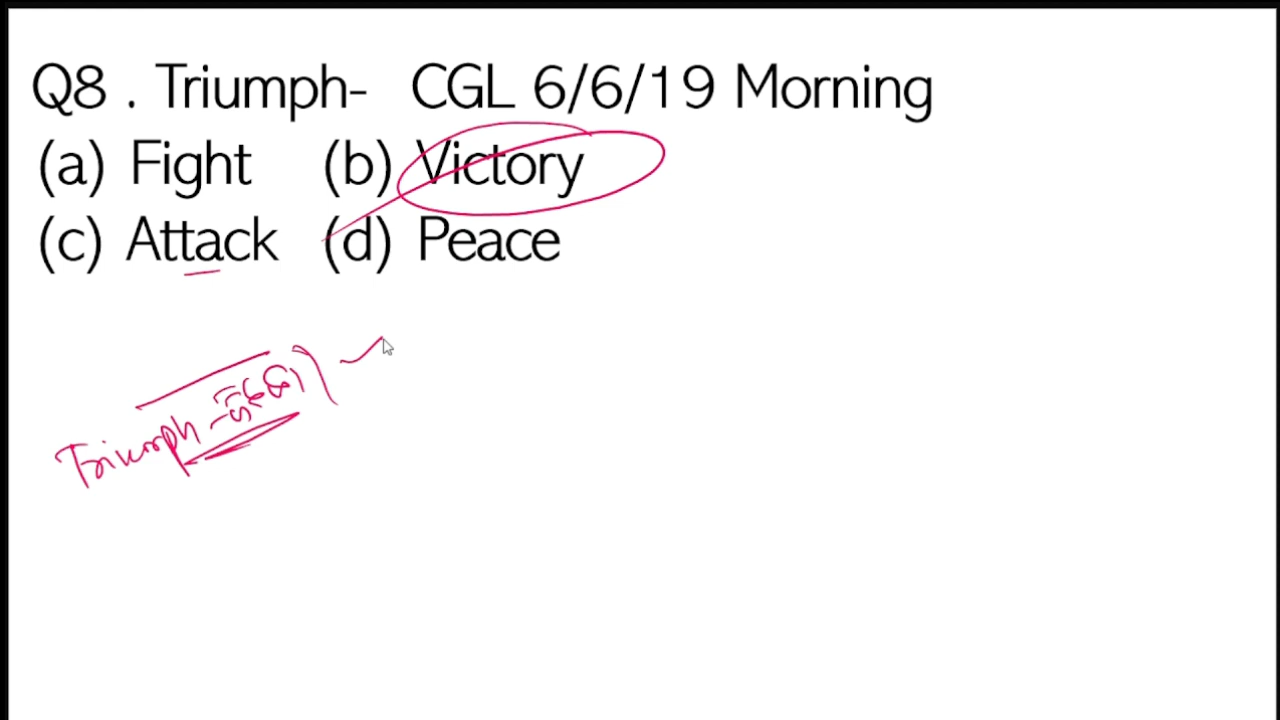 Q8 . Triumph- CGL 6/6/19 Morning
(a) Fight (b) Victory
(c) Attack (d) Peace
Triumph -